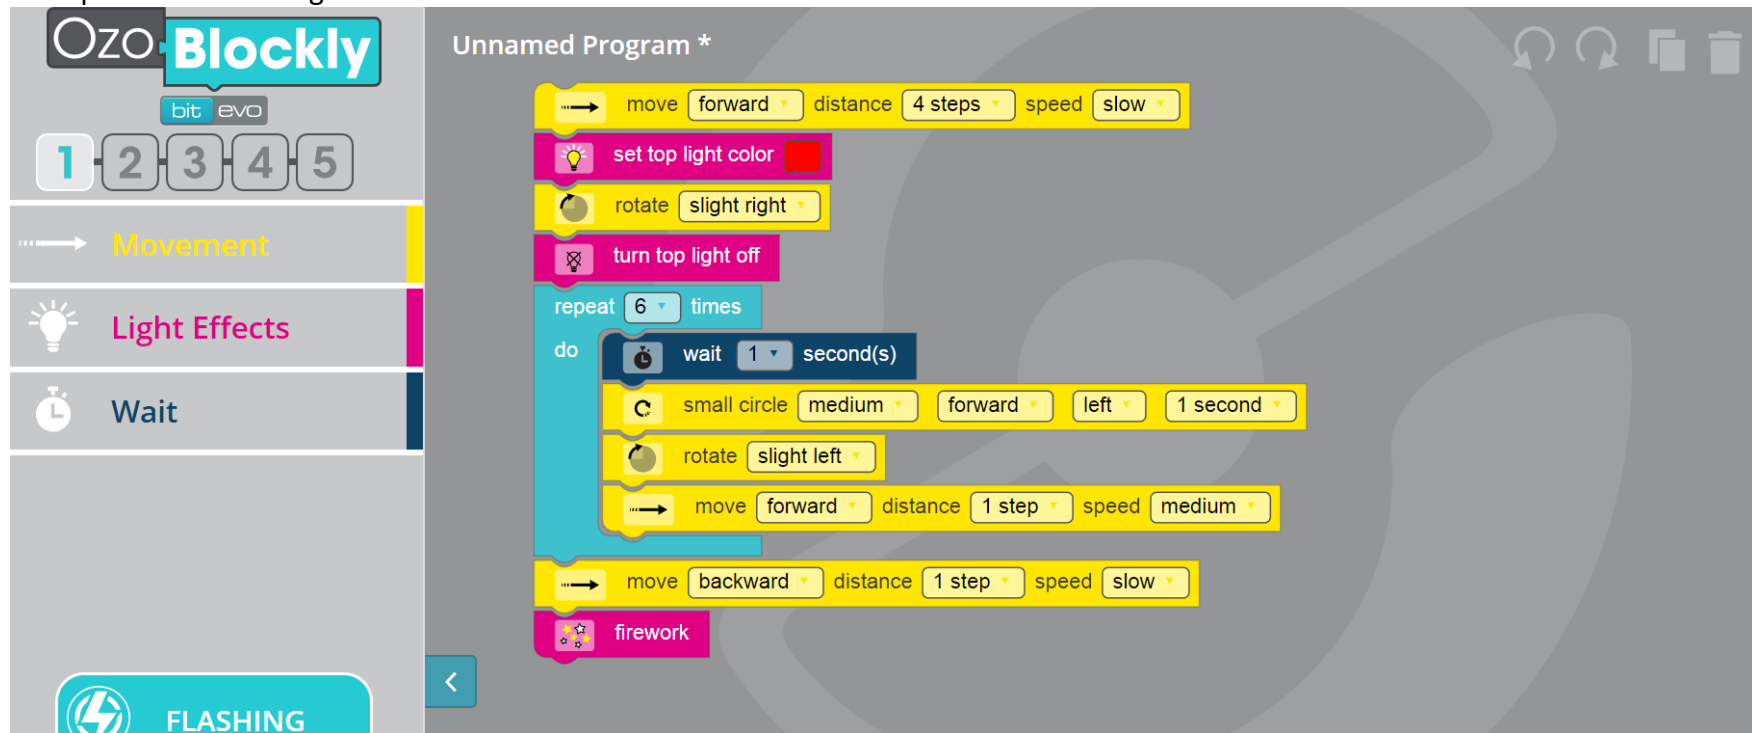 Ozo Blockly
bit evo
1 2 3 4 5
Movement
Light Effects
Wait
FLASHING
Unnamed Program *
move forward distance 4 steps speed slow
set top light color
rotate slight right
turn top light off
repeat 6 times
do
wait 1 second(s)
small circle medium forward left 1 second
rotate slight left
move forward distance 1 step speed medium
move backward distance 1 step speed slow
firework